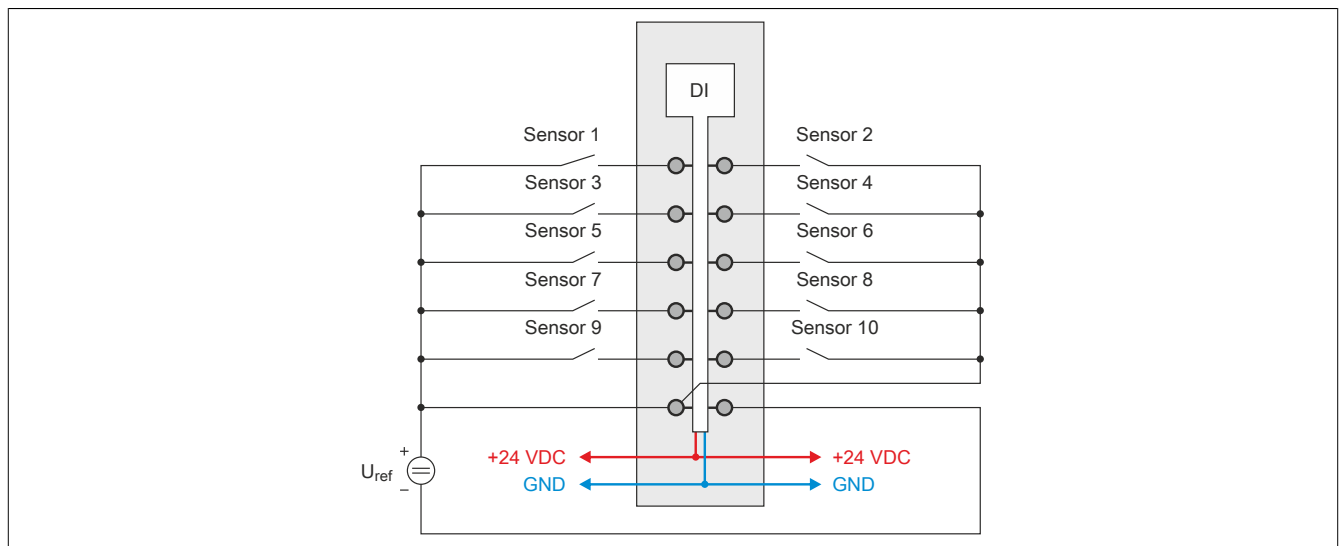 DI
Sensor 1 Sensor 2
Sensor 3 Sensor 4
Sensor 5 Sensor 6
Sensor 7 Sensor 8
Sensor 9 Sensor 10
+
Uref
−
+24 VDC +24 VDC
GND GND